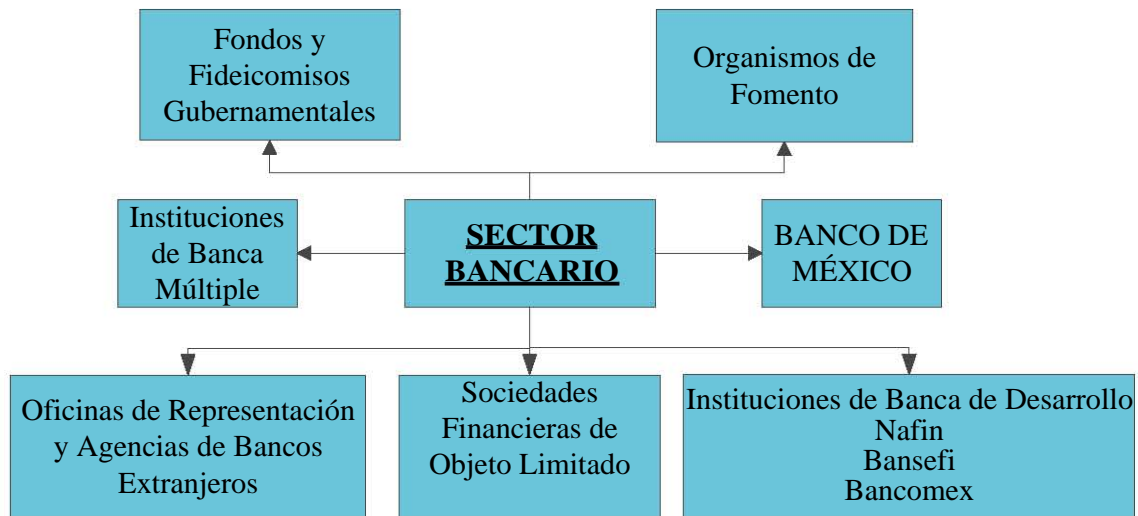 Fondos y
Fideicomisos
Gubernamentales
Organismos de
Fomento
Instituciones
de Banca
Múltiple
SECTOR
BANCARIO
BANCO DE
MÉXICO
Oficinas de Representación
y Agencias de Bancos
Extranjeros
Sociedades
Financieras de
Objeto Limitado
Instituciones de Banca de Desarrollo
Nafin
Bansefi
Bancomex